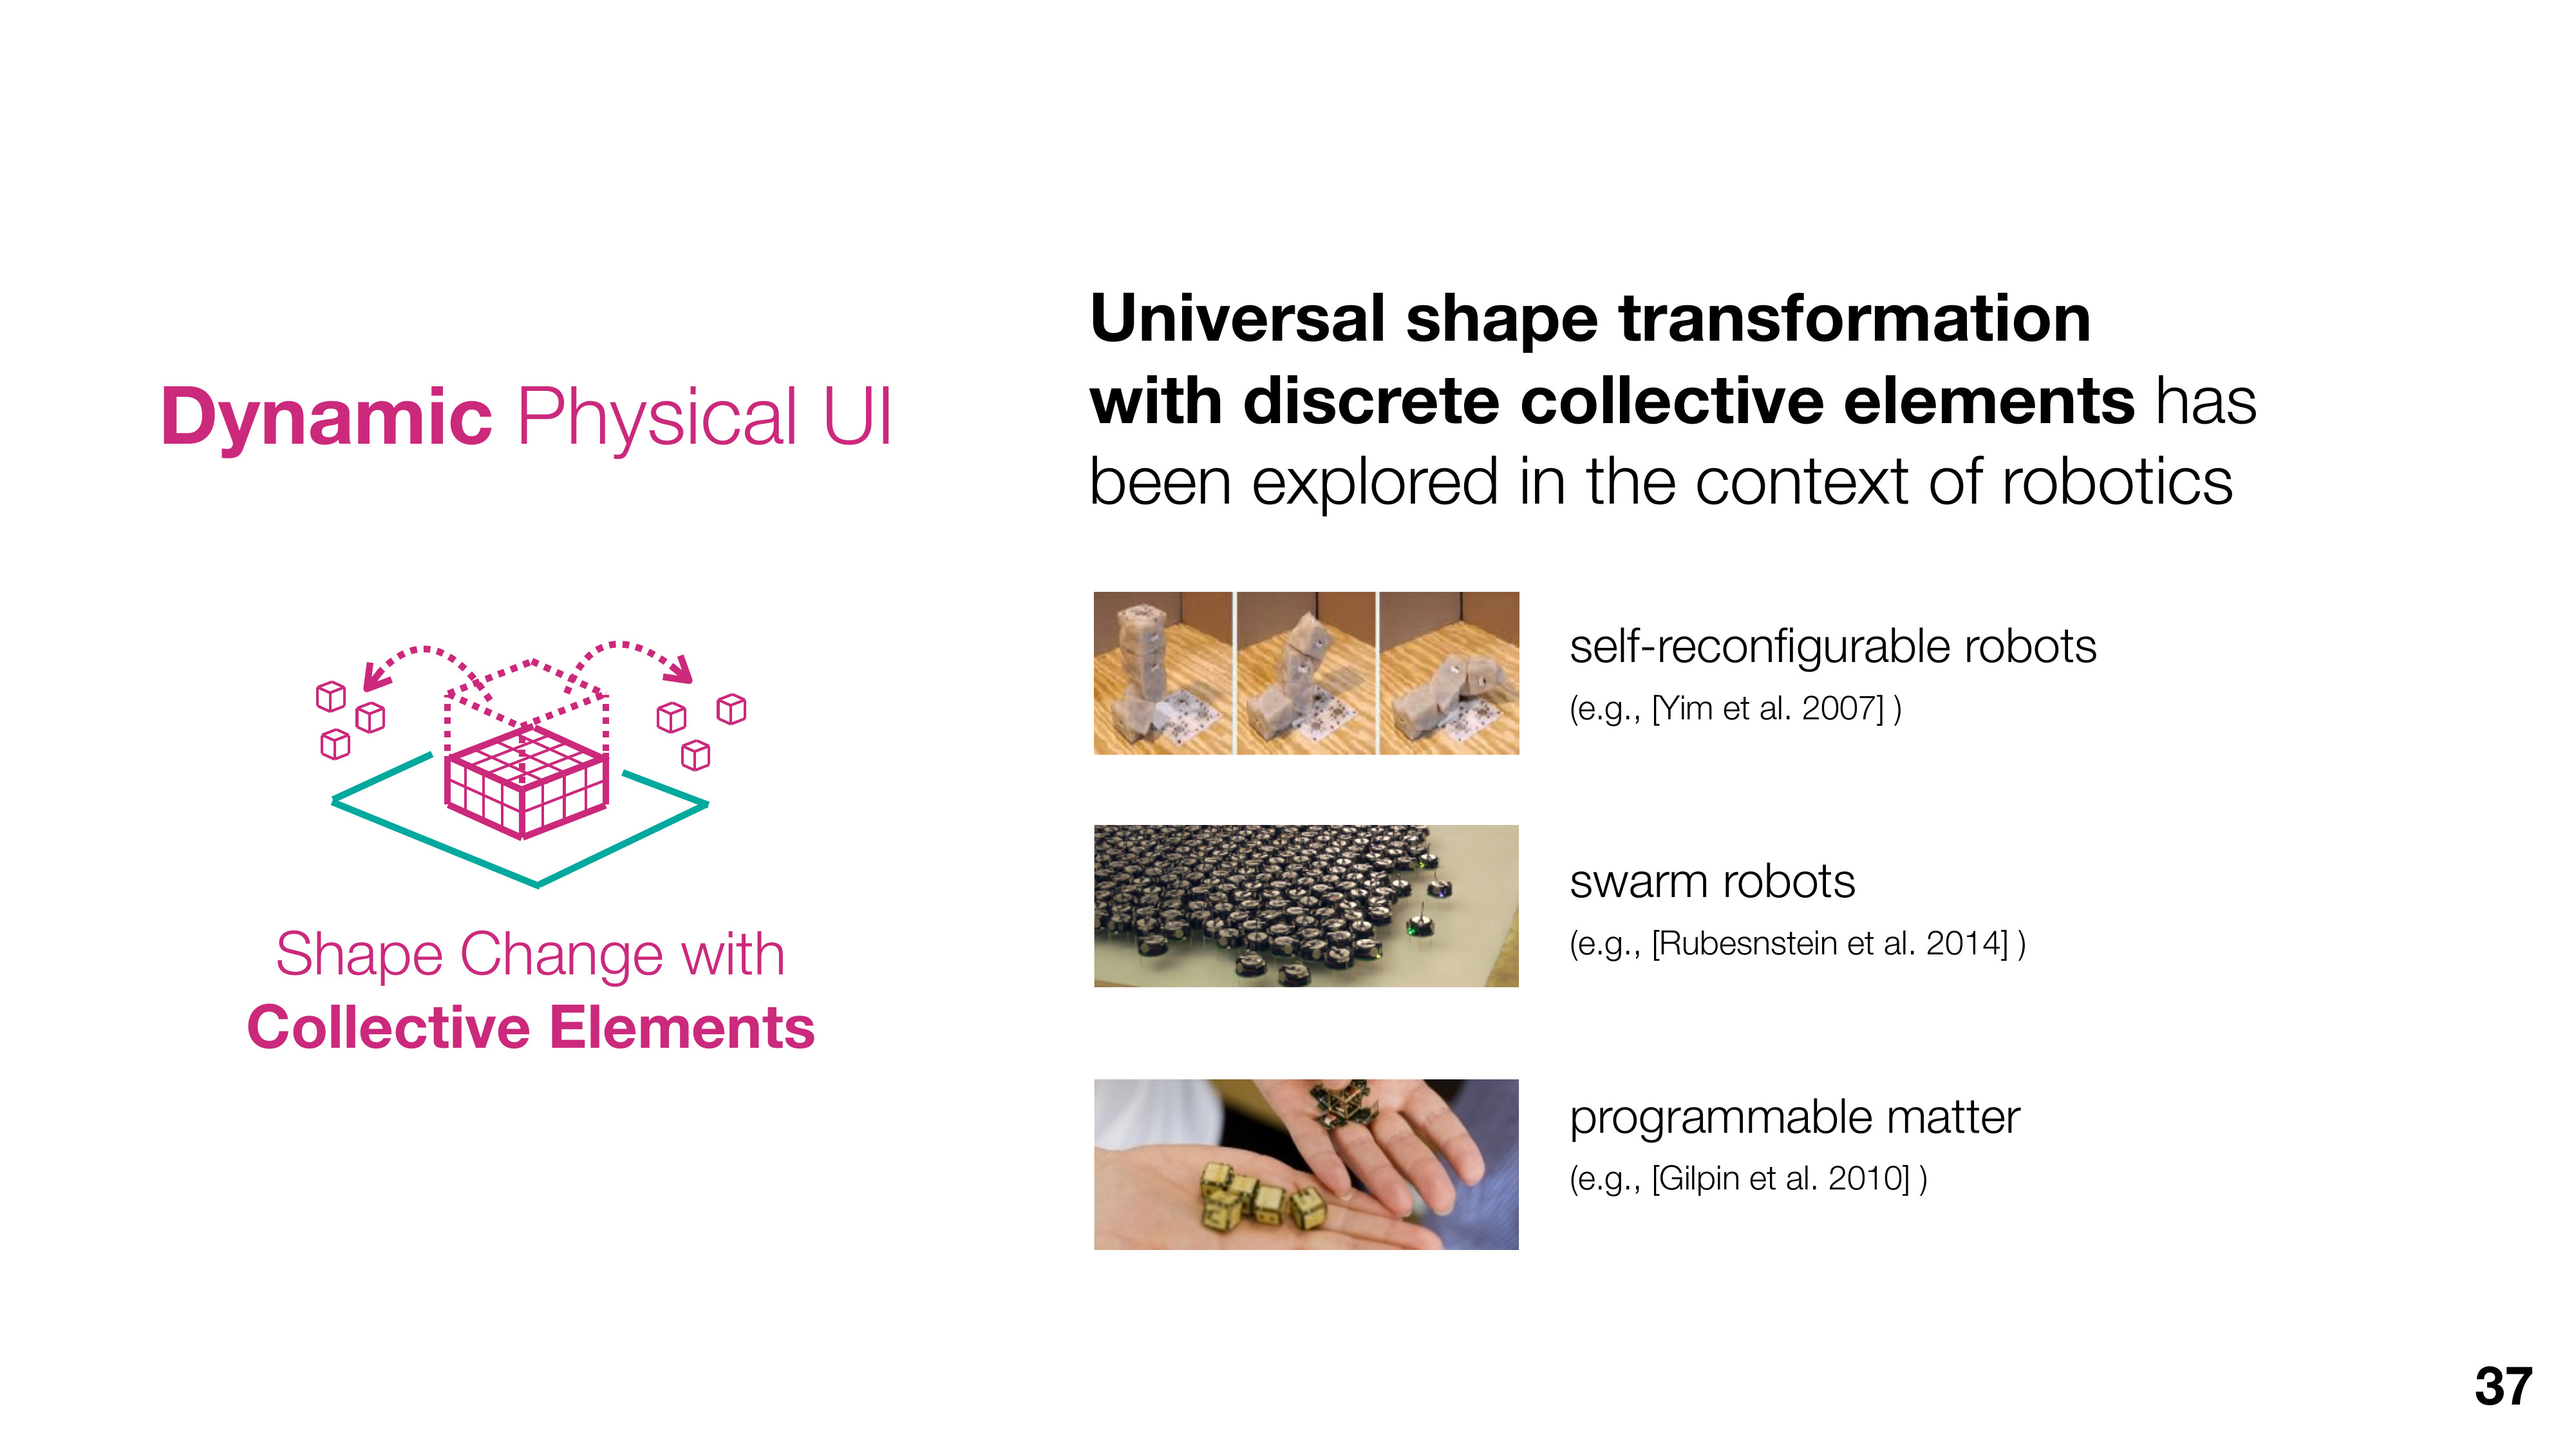 Dynamic Physical UI
Shape Change with
Collective Elements
Universal shape transformation
with discrete collective elements has
been explored in the context of robotics
self-reconfigurable robots
(e.g., [Yim et al. 2007] )
swarm robots
(e.g., [Rubesnstein et al. 2014] )
programmable matter
(e.g., [Gilpin et al. 2010] )
37